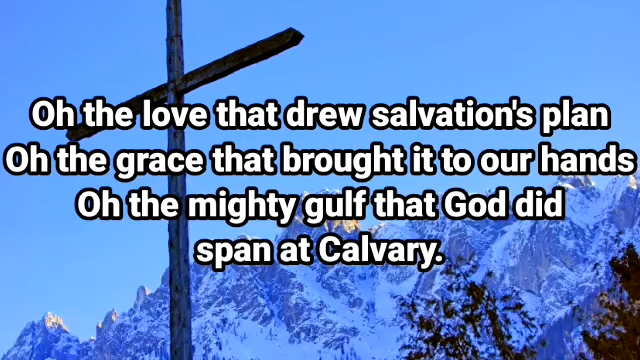 Oh the love that drew salvation's plan
Oh the grace that brought it to our hands
Oh the mighty gulf that God did
span at Calvary.